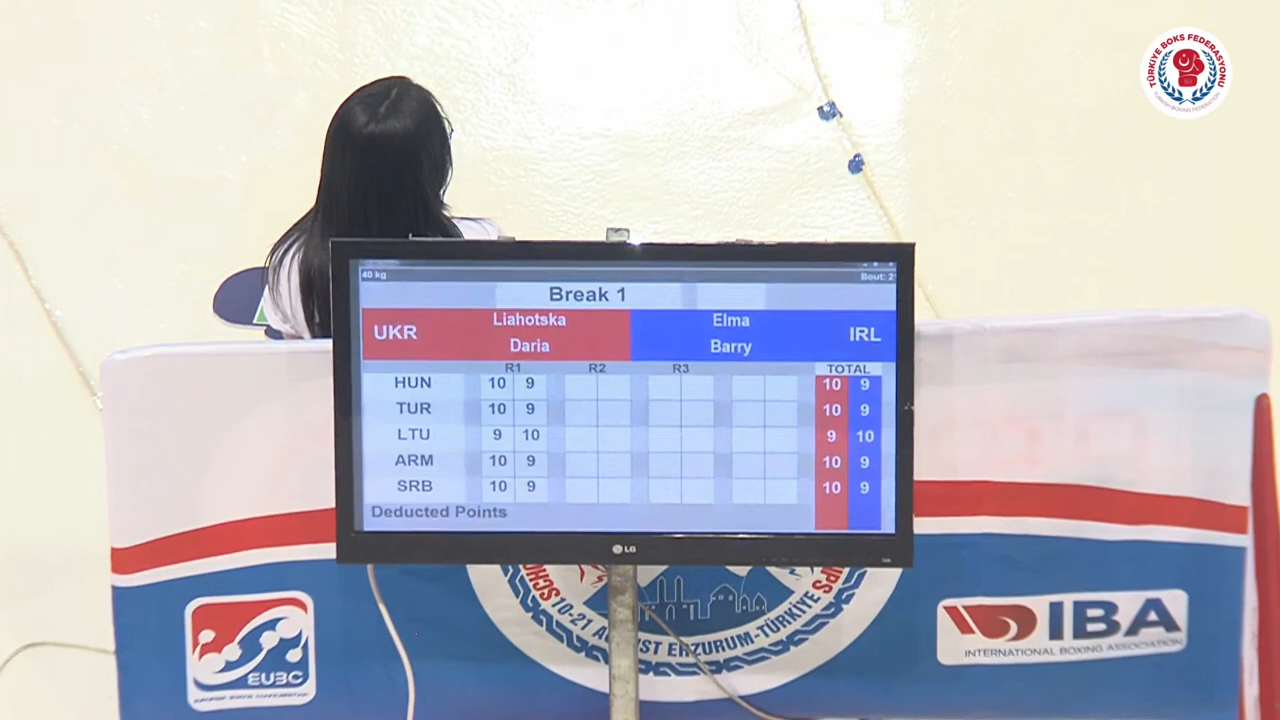 TÜRKİYE BOKS FEDERASYONU
TURKISH BOXING FEDERATION
40 kg
Bout: 2
Break 1
UKR
Liahotska
Daria
Elma
Barry
IRL
R1 R2 R3 TOTAL
HUN 10 9 10 9
TUR 10 9 10 9
LTU 9 10 9 10
ARM 10 9 10 9
SRB 10 9 10 9
Deducted Points
LG
10-21 ERZURUM-TÜRKİYE
EUBC
IBA
INTERNATIONAL BOXING ASSOCIATION